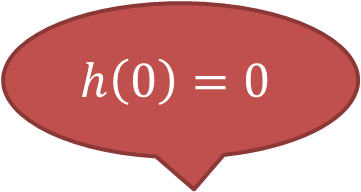 h(0) = 0